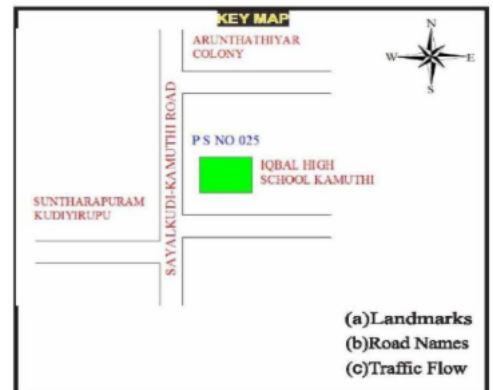 KEY MAP
ARUNTHATHIYAR
COLONY
N
W
E
S
SAYALKUDI-KAMUTHI ROAD
P S NO 025
IQBAL HIGH
SCHOOL KAMUTHI
SUNTHARAPURAM
KUDIYIRUPU
(a)Landmarks
(b)Road Names
(c)Traffic Flow